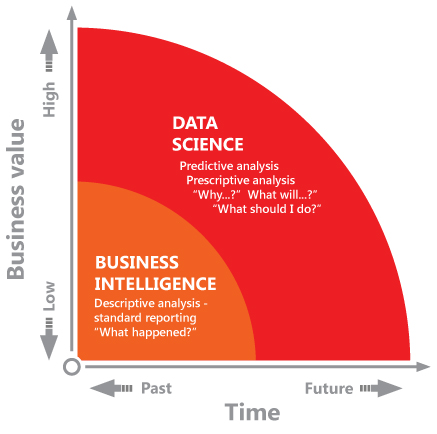 Business value
High
Low
DATA
SCIENCE
Predictive analysis
Prescriptive analysis
“Why...?” What will...?”
“What should I do?”
BUSINESS
INTELLIGENCE
Descriptive analysis -
standard reporting
“What happened?”
Past
Future
Time